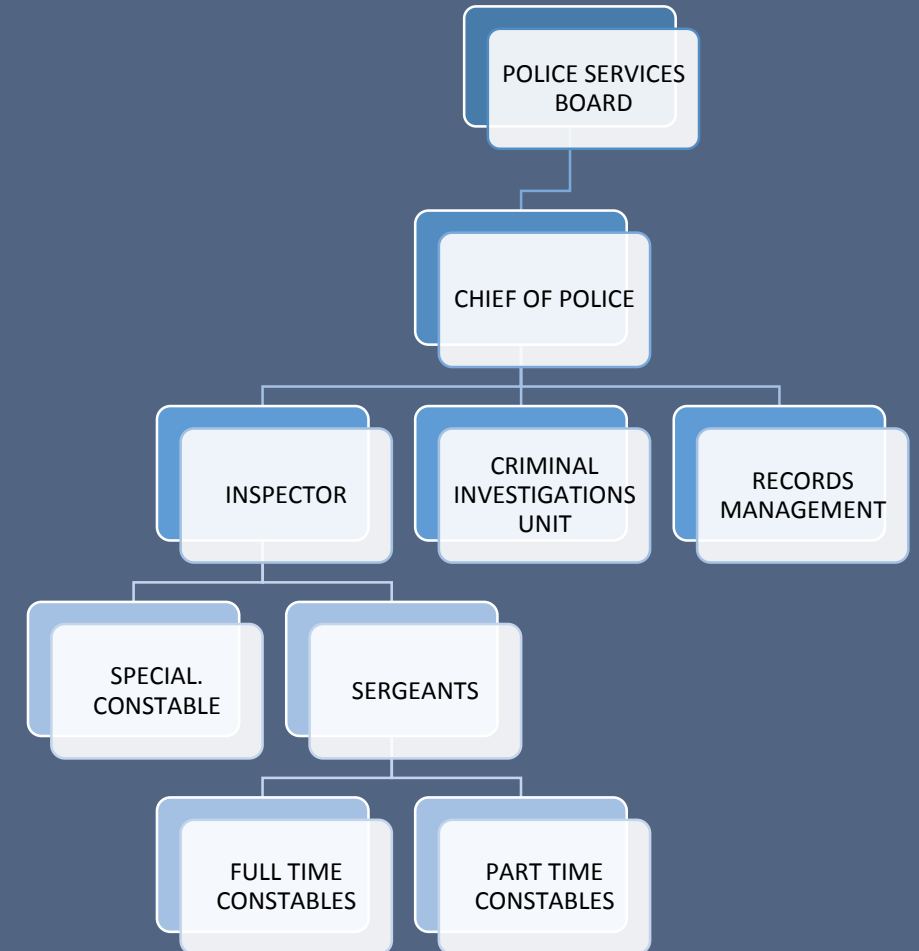 POLICE SERVICES
BOARD
CHIEF OF POLICE
INSPECTOR
CRIMINAL
INVESTIGATIONS
UNIT
RECORDS
MANAGEMENT
SPECIAL.
CONSTABLE
SERGEANTS
FULL TIME
CONSTABLES
PART TIME
CONSTABLES